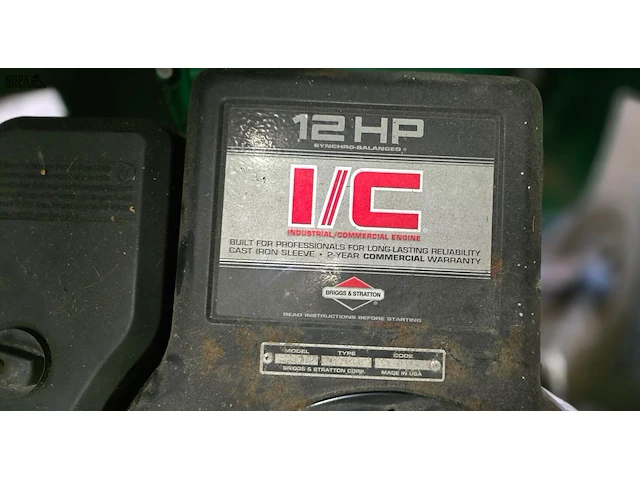 12 HP
SYNCHRO-BALANCED®
I/C®
INDUSTRIAL/COMMERCIAL ENGINE
BUILT FOR PROFESSIONALS FOR LONG-LASTING RELIABILITY
CAST IRON SLEEVE • 2-YEAR COMMERCIAL WARRANTY
BRIGGS & STRATTON
READ INSTRUCTIONS BEFORE STARTING
MODEL TYPE CODE
BRIGGS & STRATTON CORP. MADE IN USA